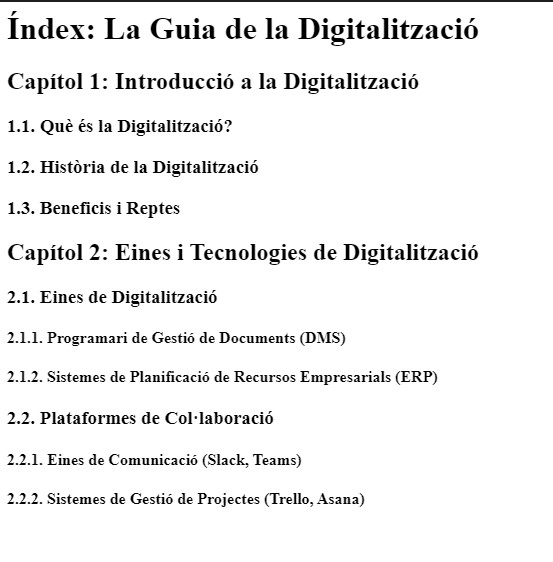 Índex: La Guia de la Digitalització
Capítol 1: Introducció a la Digitalització
1.1. Què és la Digitalització?
1.2. Història de la Digitalització
1.3. Beneficis i Reptes
Capítol 2: Eines i Tecnologies de Digitalització
2.1. Eines de Digitalització
2.1.1. Programari de Gestió de Documents (DMS)
2.1.2. Sistemes de Planificació de Recursos Empresarials (ERP)
2.2. Plataformes de Col·laboració
2.2.1. Eines de Comunicació (Slack, Teams)
2.2.2. Sistemes de Gestió de Projectes (Trello, Asana)